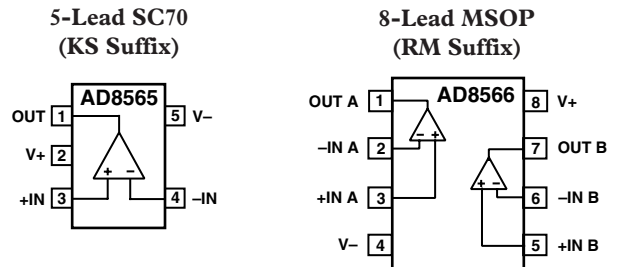 5-Lead SC70
(KS Suffix)
AD8565
OUT 1
5 V–
V+ 2
+ –
+IN 3
4 –IN
8-Lead MSOP
(RM Suffix)
AD8566
OUT A 1
8 V+
– +
–IN A 2
7 OUT B
+ –
+IN A 3
6 –IN B
V– 4
5 +IN B